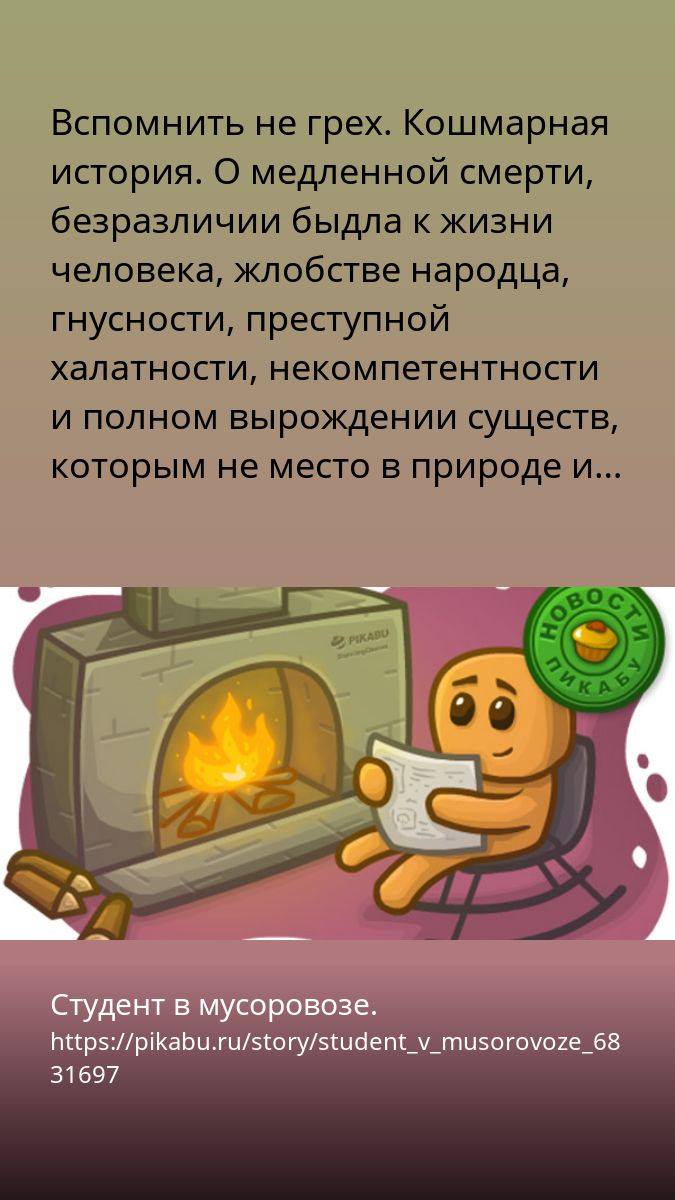 Вспомнить не грех. Кошмарная
история. О медленной смерти,
безразличии быдла к жизни
человека, жлобстве народца,
гнусности, преступной
халатности, некомпетентности
и полном вырождении существ,
которым не место в природе и...
PIKABU
НОВОСТИ
ПИКАБУ
Студент в мусоровозе.
https://pikabu.ru/story/student_v_musorovoze_68
31697